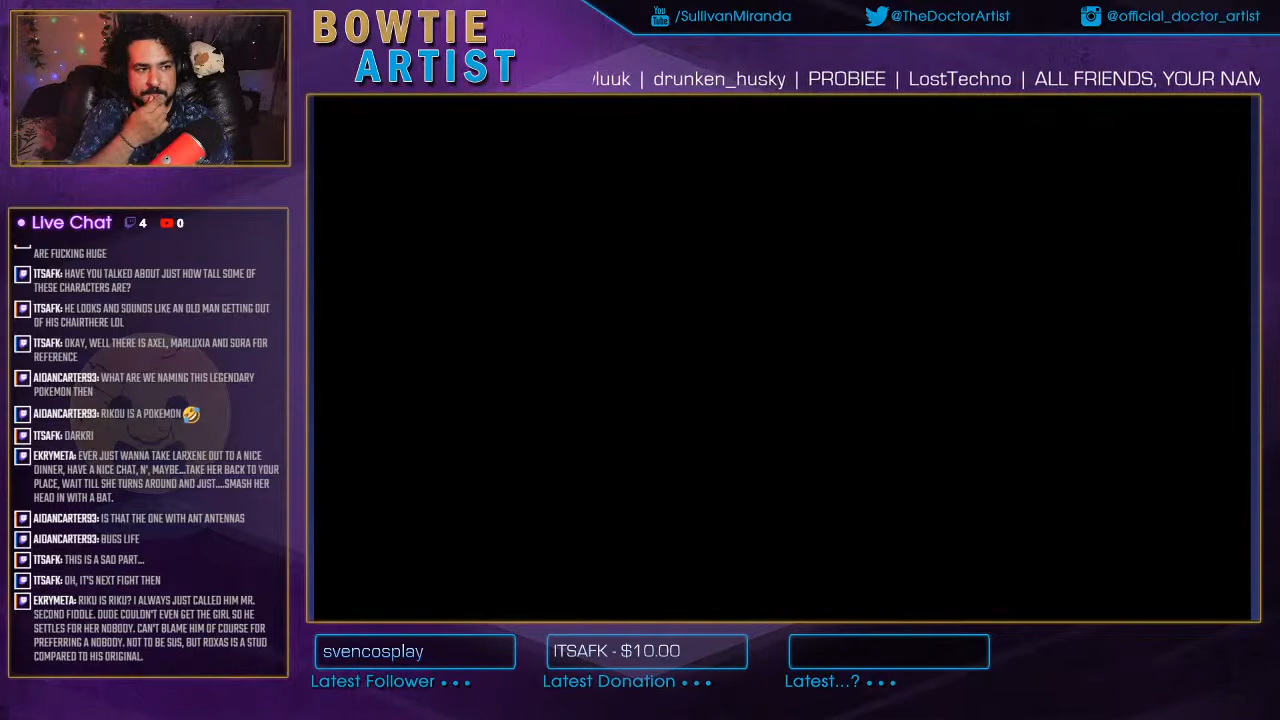 BOWTIE
ARTIST
You
Tube
/SullivanMiranda
@TheDoctorArtist
@official_doctor_artist
luuk | drunken_husky | PROBIEE | LostTechno | ALL FRIENDS, YOUR NAM
Live Chat 4 0
ARE FUCKING HUGE
ITSAFK: HAVE YOU TALKED ABOUT JUST HOW TALL SOME OF
THESE CHARACTERS ARE?
ITSAFK: HE LOOKS AND SOUNDS LIKE AN OLD MAN GETTING OUT
OF HIS CHAIRTHERE LOL
ITSAFK: OKAY, WELL THERE IS AXEL, MARLUXIA AND SORA FOR
REFERENCE
AIDANCARTER93: WHAT ARE WE NAMING THIS LEGENDARY
POKEMON THEN
AIDANCARTER93: RIKOU IS A POKEMON 🤣
ITSAFK: DARKRI
EKRYMETA: EVER JUST WANNA TAKE LARXENE OUT TO A NICE
DINNER, HAVE A NICE CHAT, N', MAYBE...TAKE HER BACK TO YOUR
PLACE, WAIT TILL SHE TURNS AROUND AND JUST....SMASH HER
HEAD IN WITH A BAT.
AIDANCARTER93: IS THAT THE ONE WITH ANT ANTENNAS
AIDANCARTER93: BUGS LIFE
ITSAFK: THIS IS A SAD PART...
ITSAFK: OH, IT'S NEXT FIGHT THEN
EKRYMETA: RIKU IS RIKU? I ALWAYS JUST CALLED HIM MR.
SECOND FIDDLE. DUDE COULDN'T EVEN GET THE GIRL SO HE
SETTLES FOR HER NOBODY. CAN'T BLAME HIM OF COURSE FOR
PREFERRING A NOBODY. NOT TO BE SUS, BUT ROXAS IS A STUD
COMPARED TO HIS ORIGINAL.
svencosplay
Latest Follower • • •
ITSAFK - $10.00
Latest Donation • • •
Latest...? • • •